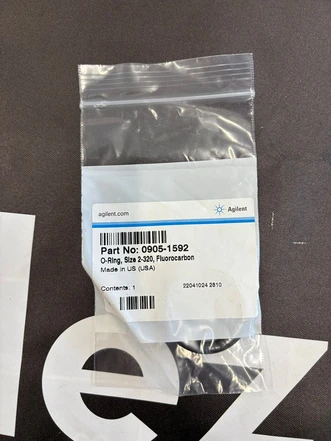 agilent.com
Agilent
Part No: 0905-1592
O-Ring, Size 2-320, Fluorocarbon
Made in US (USA)
Contents: 1
22041024 2810
lez